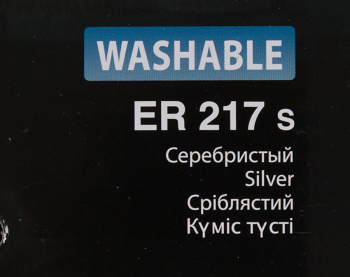 WASHABLE
ER 217 s
Серебристый
Silver
Сріблястий
Күміс түсті